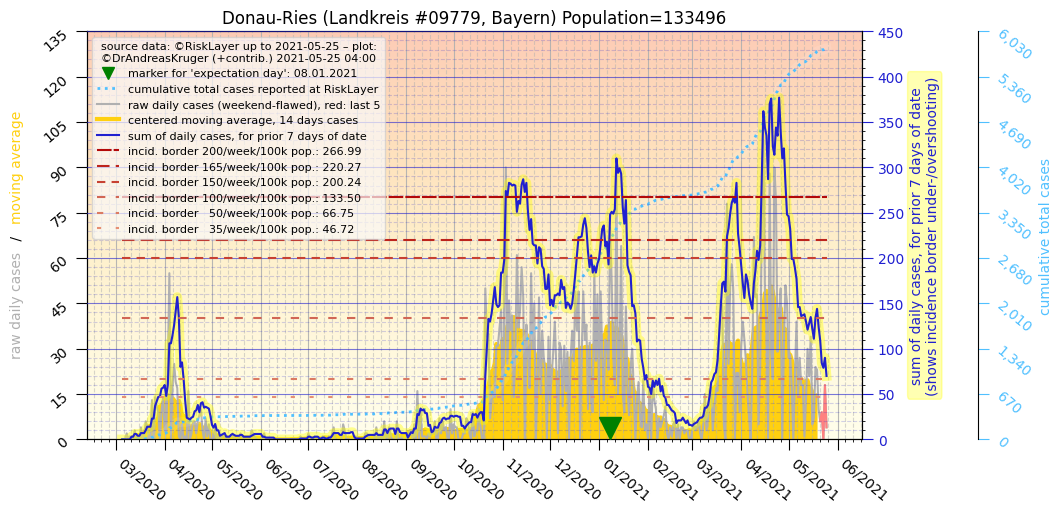 Donau-Ries (Landkreis #09779, Bayern) Population=133496
source data: ©RiskLayer up to 2021-05-25 – plot:
©DrAndreasKruger (+contrib.) 2021-05-25 04:00
marker for 'expectation day': 08.01.2021
cumulative total cases reported at RiskLayer
raw daily cases (weekend-flawed), red: last 5
centered moving average, 14 days cases
sum of daily cases, for prior 7 days of date
incid. border 200/week/100k pop.: 266.99
incid. border 165/week/100k pop.: 220.27
incid. border 150/week/100k pop.: 200.24
incid. border 100/week/100k pop.: 133.50
incid. border 50/week/100k pop.: 66.75
incid. border 35/week/100k pop.: 46.72
raw daily cases / moving average
135
120
105
90
75
60
45
30
15
0
03/2020
04/2020
05/2020
06/2020
07/2020
08/2020
09/2020
10/2020
11/2020
12/2020
01/2021
02/2021
03/2021
04/2021
05/2021
06/2021
450
400
350
300
250
200
150
100
50
0
sum of daily cases, for prior 7 days of date
(shows incidence border under-/overshooting)
6,030
5,360
4,690
4,020
3,350
2,680
2,010
1,340
670
0
cumulative total cases